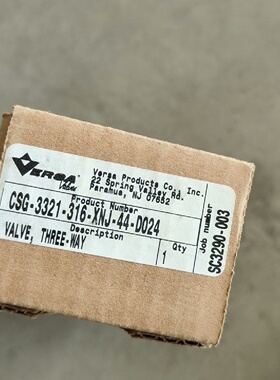 VERSA
Valves
Versa Products Co., Inc.
22 Spring Valley Rd.
Paramus, NJ 07652
Product Number
CSG-3321-316-XNJ-44-D024
Description
VALVE, THREE-WAY
Qty
1
Job number
SC3290-003